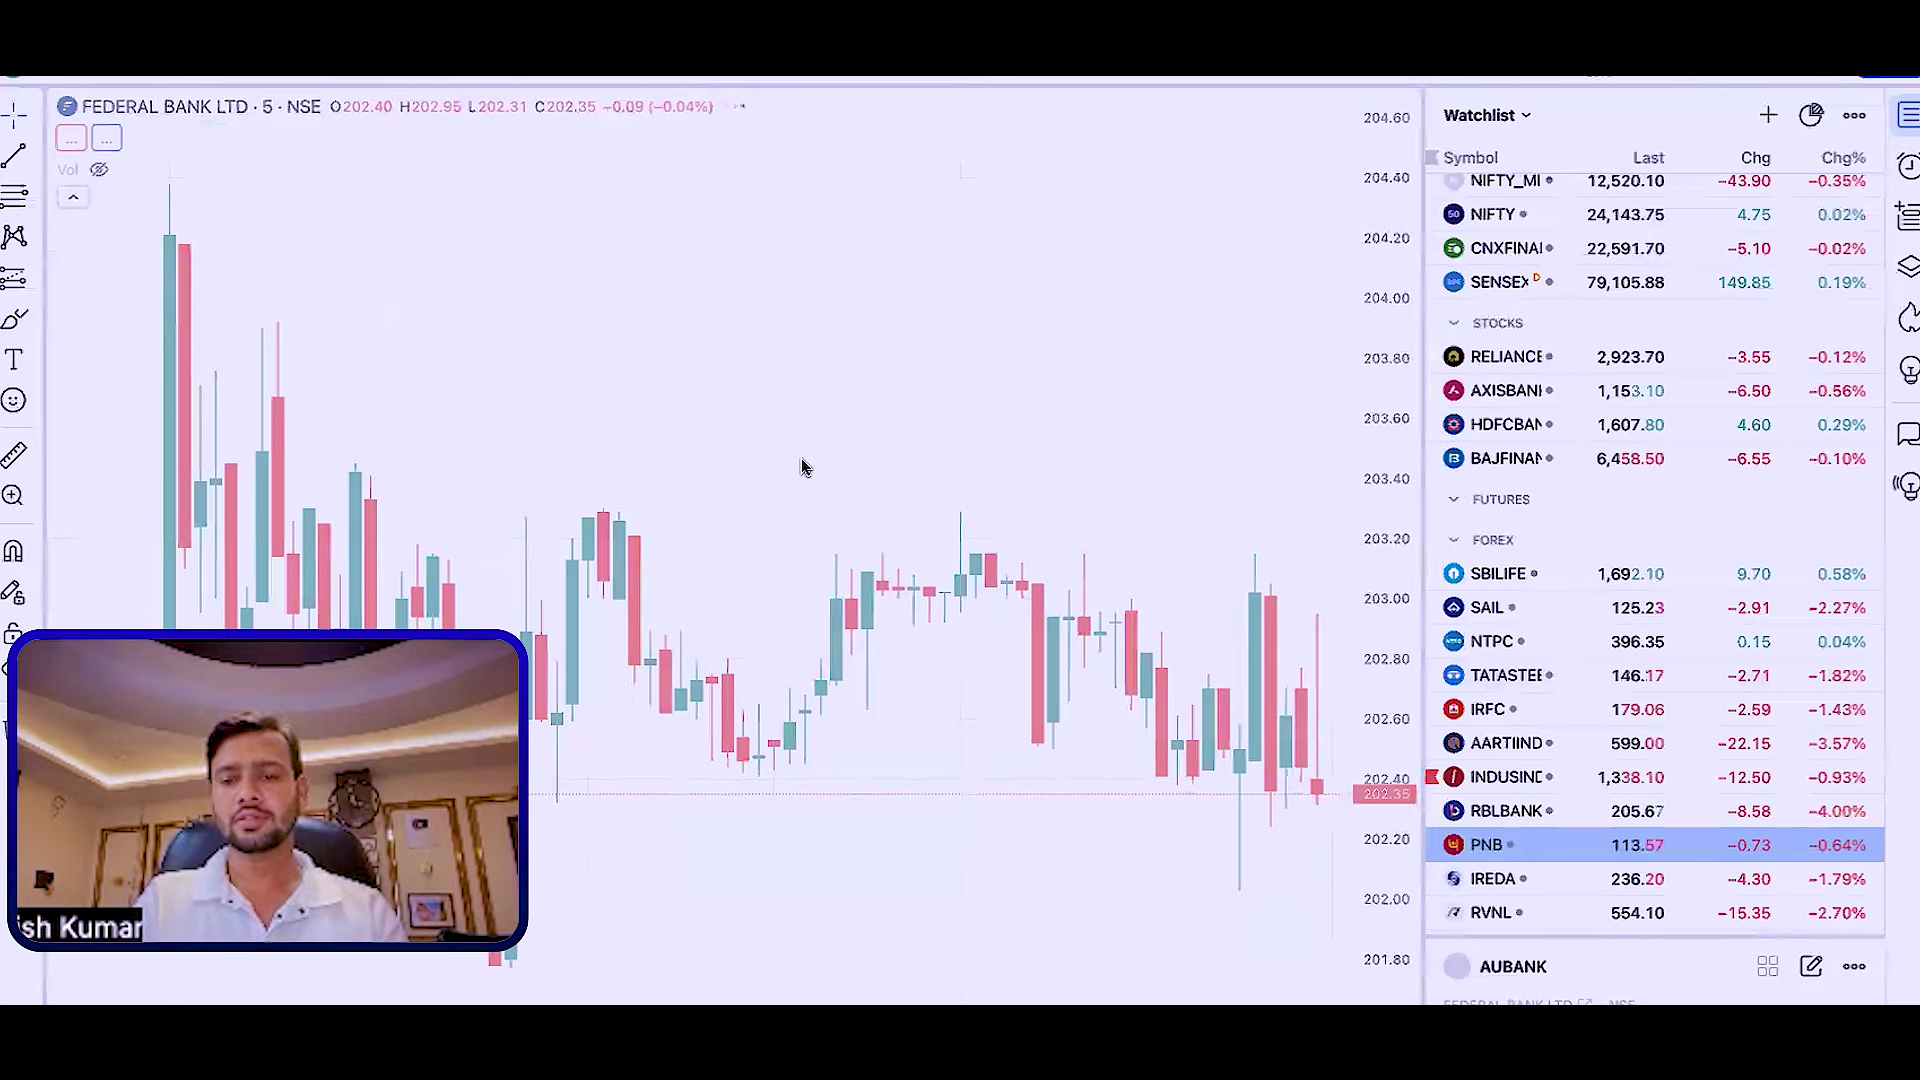 FEDERAL BANK LTD · 5 · NSE O202.40 H202.95 L202.31 C202.35 −0.09 (−0.04%)
... ...
Vol
204.60
204.40
204.20
204.00
203.80
203.60
203.40
203.20
203.00
202.80
202.60
202.40
202.35
202.20
202.00
201.80
Watchlist
Symbol Last Chg Chg%
NIFTY_MI 12,520.10 −43.90 −0.35%
NIFTY 24,143.75 4.75 0.02%
CNXFINAI 22,591.70 −5.10 −0.02%
SENSEX D 79,105.88 149.85 0.19%
STOCKS
RELIANCE 2,923.70 −3.55 −0.12%
AXISBANI 1,153.10 −6.50 −0.56%
HDFCBAN 1,607.80 4.60 0.29%
BAJFINAN 6,458.50 −6.55 −0.10%
FUTURES
FOREX
SBILIFE 1,692.10 9.70 0.58%
SAIL 125.23 −2.91 −2.27%
NTPC 396.35 0.15 0.04%
TATASTEE 146.17 −2.71 −1.82%
IRFC 179.06 −2.59 −1.43%
AARTIIND 599.00 −22.15 −3.57%
INDUSIND 1,338.10 −12.50 −0.93%
RBLBANK 205.67 −8.58 −4.00%
PNB 113.57 −0.73 −0.64%
IREDA 236.20 −4.30 −1.79%
RVNL 554.10 −15.35 −2.70%
AUBANK
FEDERAL BANK LTD NSE
ish Kumar